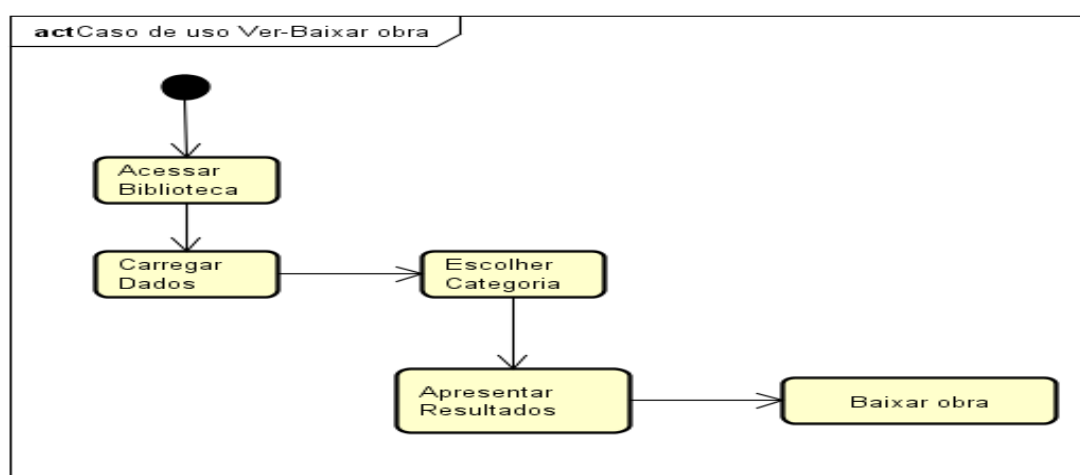 actCaso de uso Ver-Baixar obra
Acessar
Biblioteca
Carregar
Dados
Escolher
Categoria
Apresentar
Resultados
Baixar obra